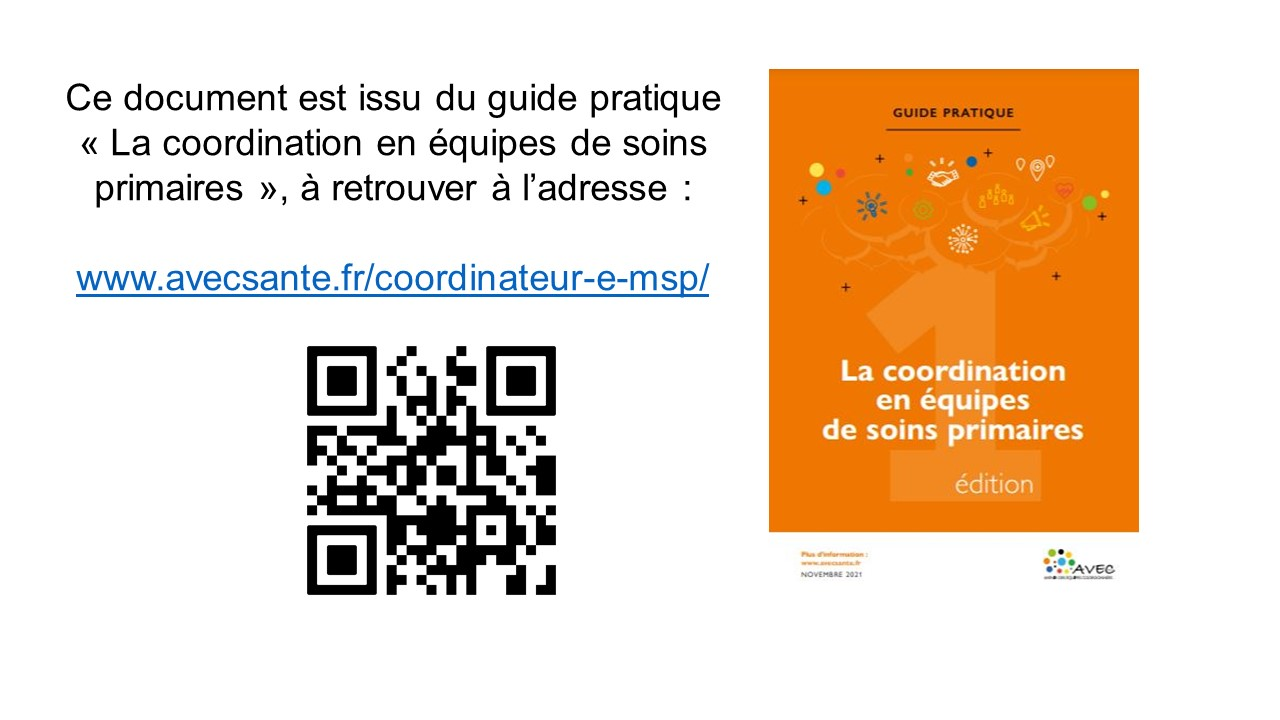 Ce document est issu du guide pratique
« La coordination en équipes de soins
primaires », à retrouver à l’adresse :
www.avecsante.fr/coordinateur-e-msp/
GUIDE PRATIQUE
1
La coordination
en équipes
de soins primaires
édition
Plus d'information :
www.avecsante.fr
NOVEMBRE 2021
AVEC